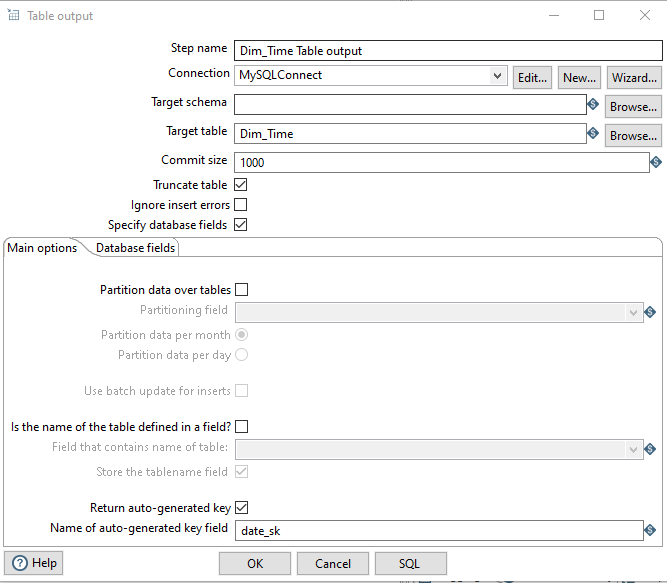 Table output
Step name Dim_Time Table output
Connection MySQLConnect Edit... New... Wizard...
Target schema Browse...
Target table Dim_Time Browse...
Commit size 1000
Truncate table
Ignore insert errors
Specify database fields
Main options Database fields
Partition data over tables
Partitioning field
Partition data per month
Partition data per day
Use batch update for inserts
Is the name of the table defined in a field?
Field that contains name of table:
Store the tablename field
Return auto-generated key
Name of auto-generated key field date_sk
Help OK Cancel SQL